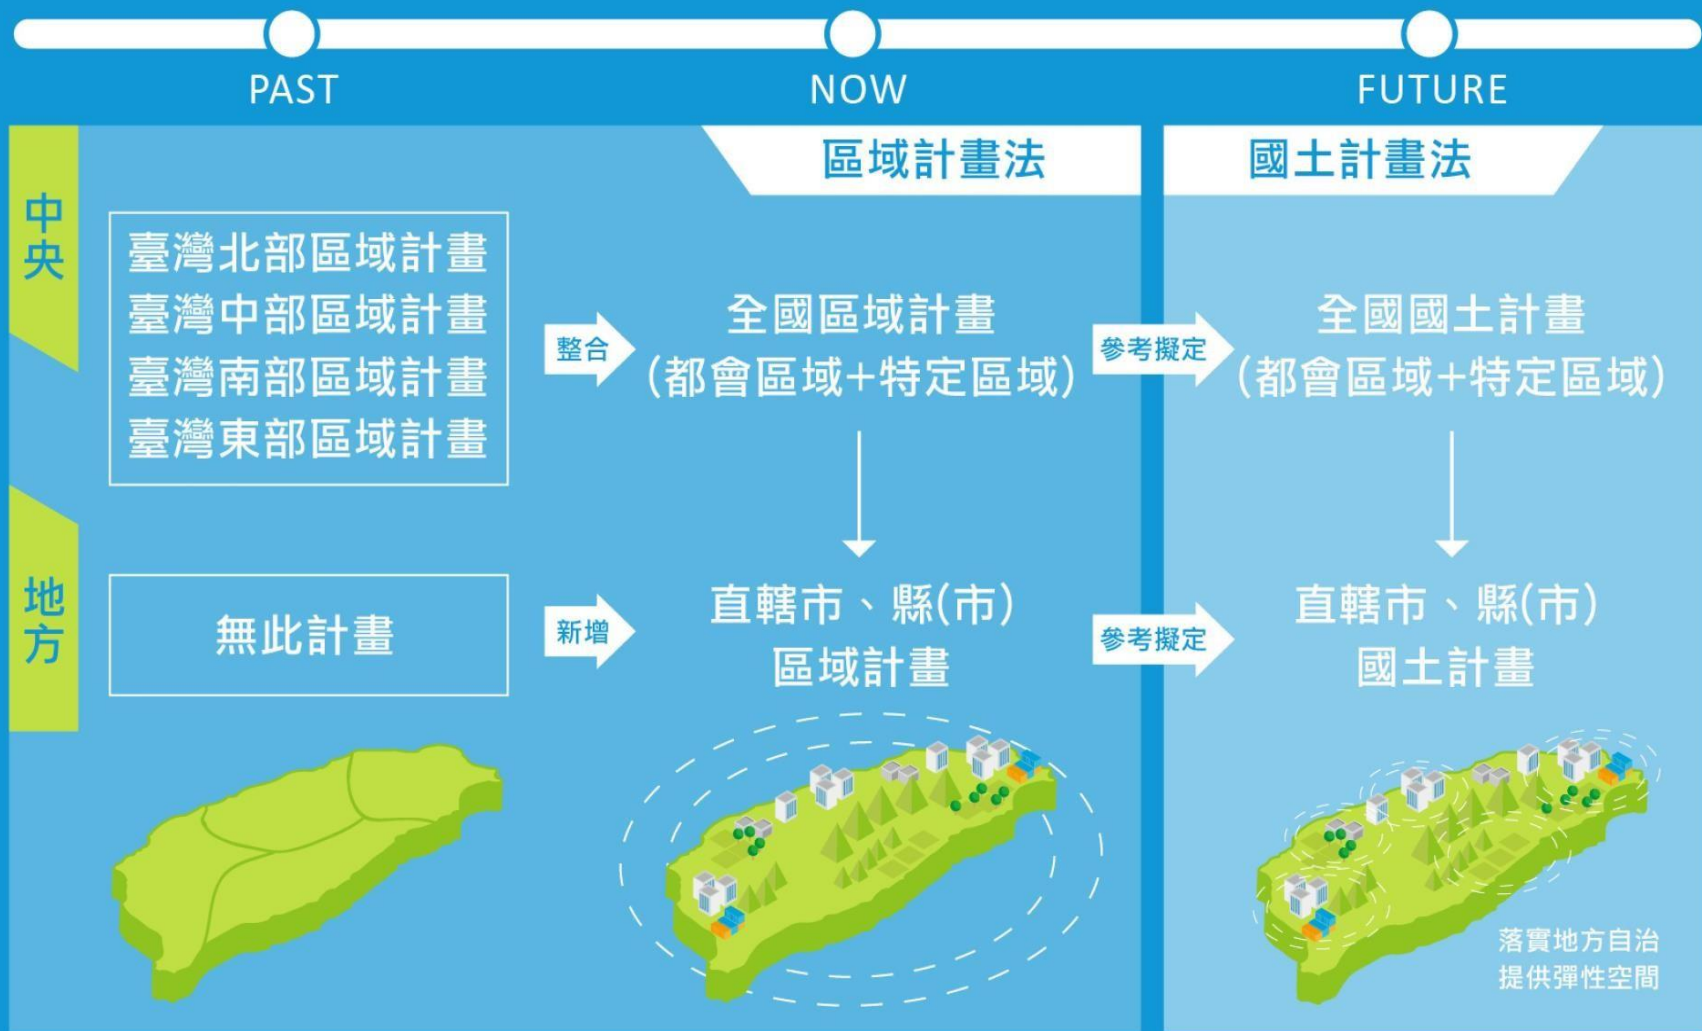 PAST
NOW
FUTURE
區域計畫法
國土計畫法
中央
臺灣北部區域計畫
臺灣中部區域計畫
臺灣南部區域計畫
臺灣東部區域計畫
整合
全國區域計畫
(都會區域+特定區域)
參考擬定
全國國土計畫
(都會區域+特定區域)
地方
無此計畫
新增
直轄市、縣(市)
區域計畫
參考擬定
直轄市、縣(市)
國土計畫
落實地方自治
提供彈性空間